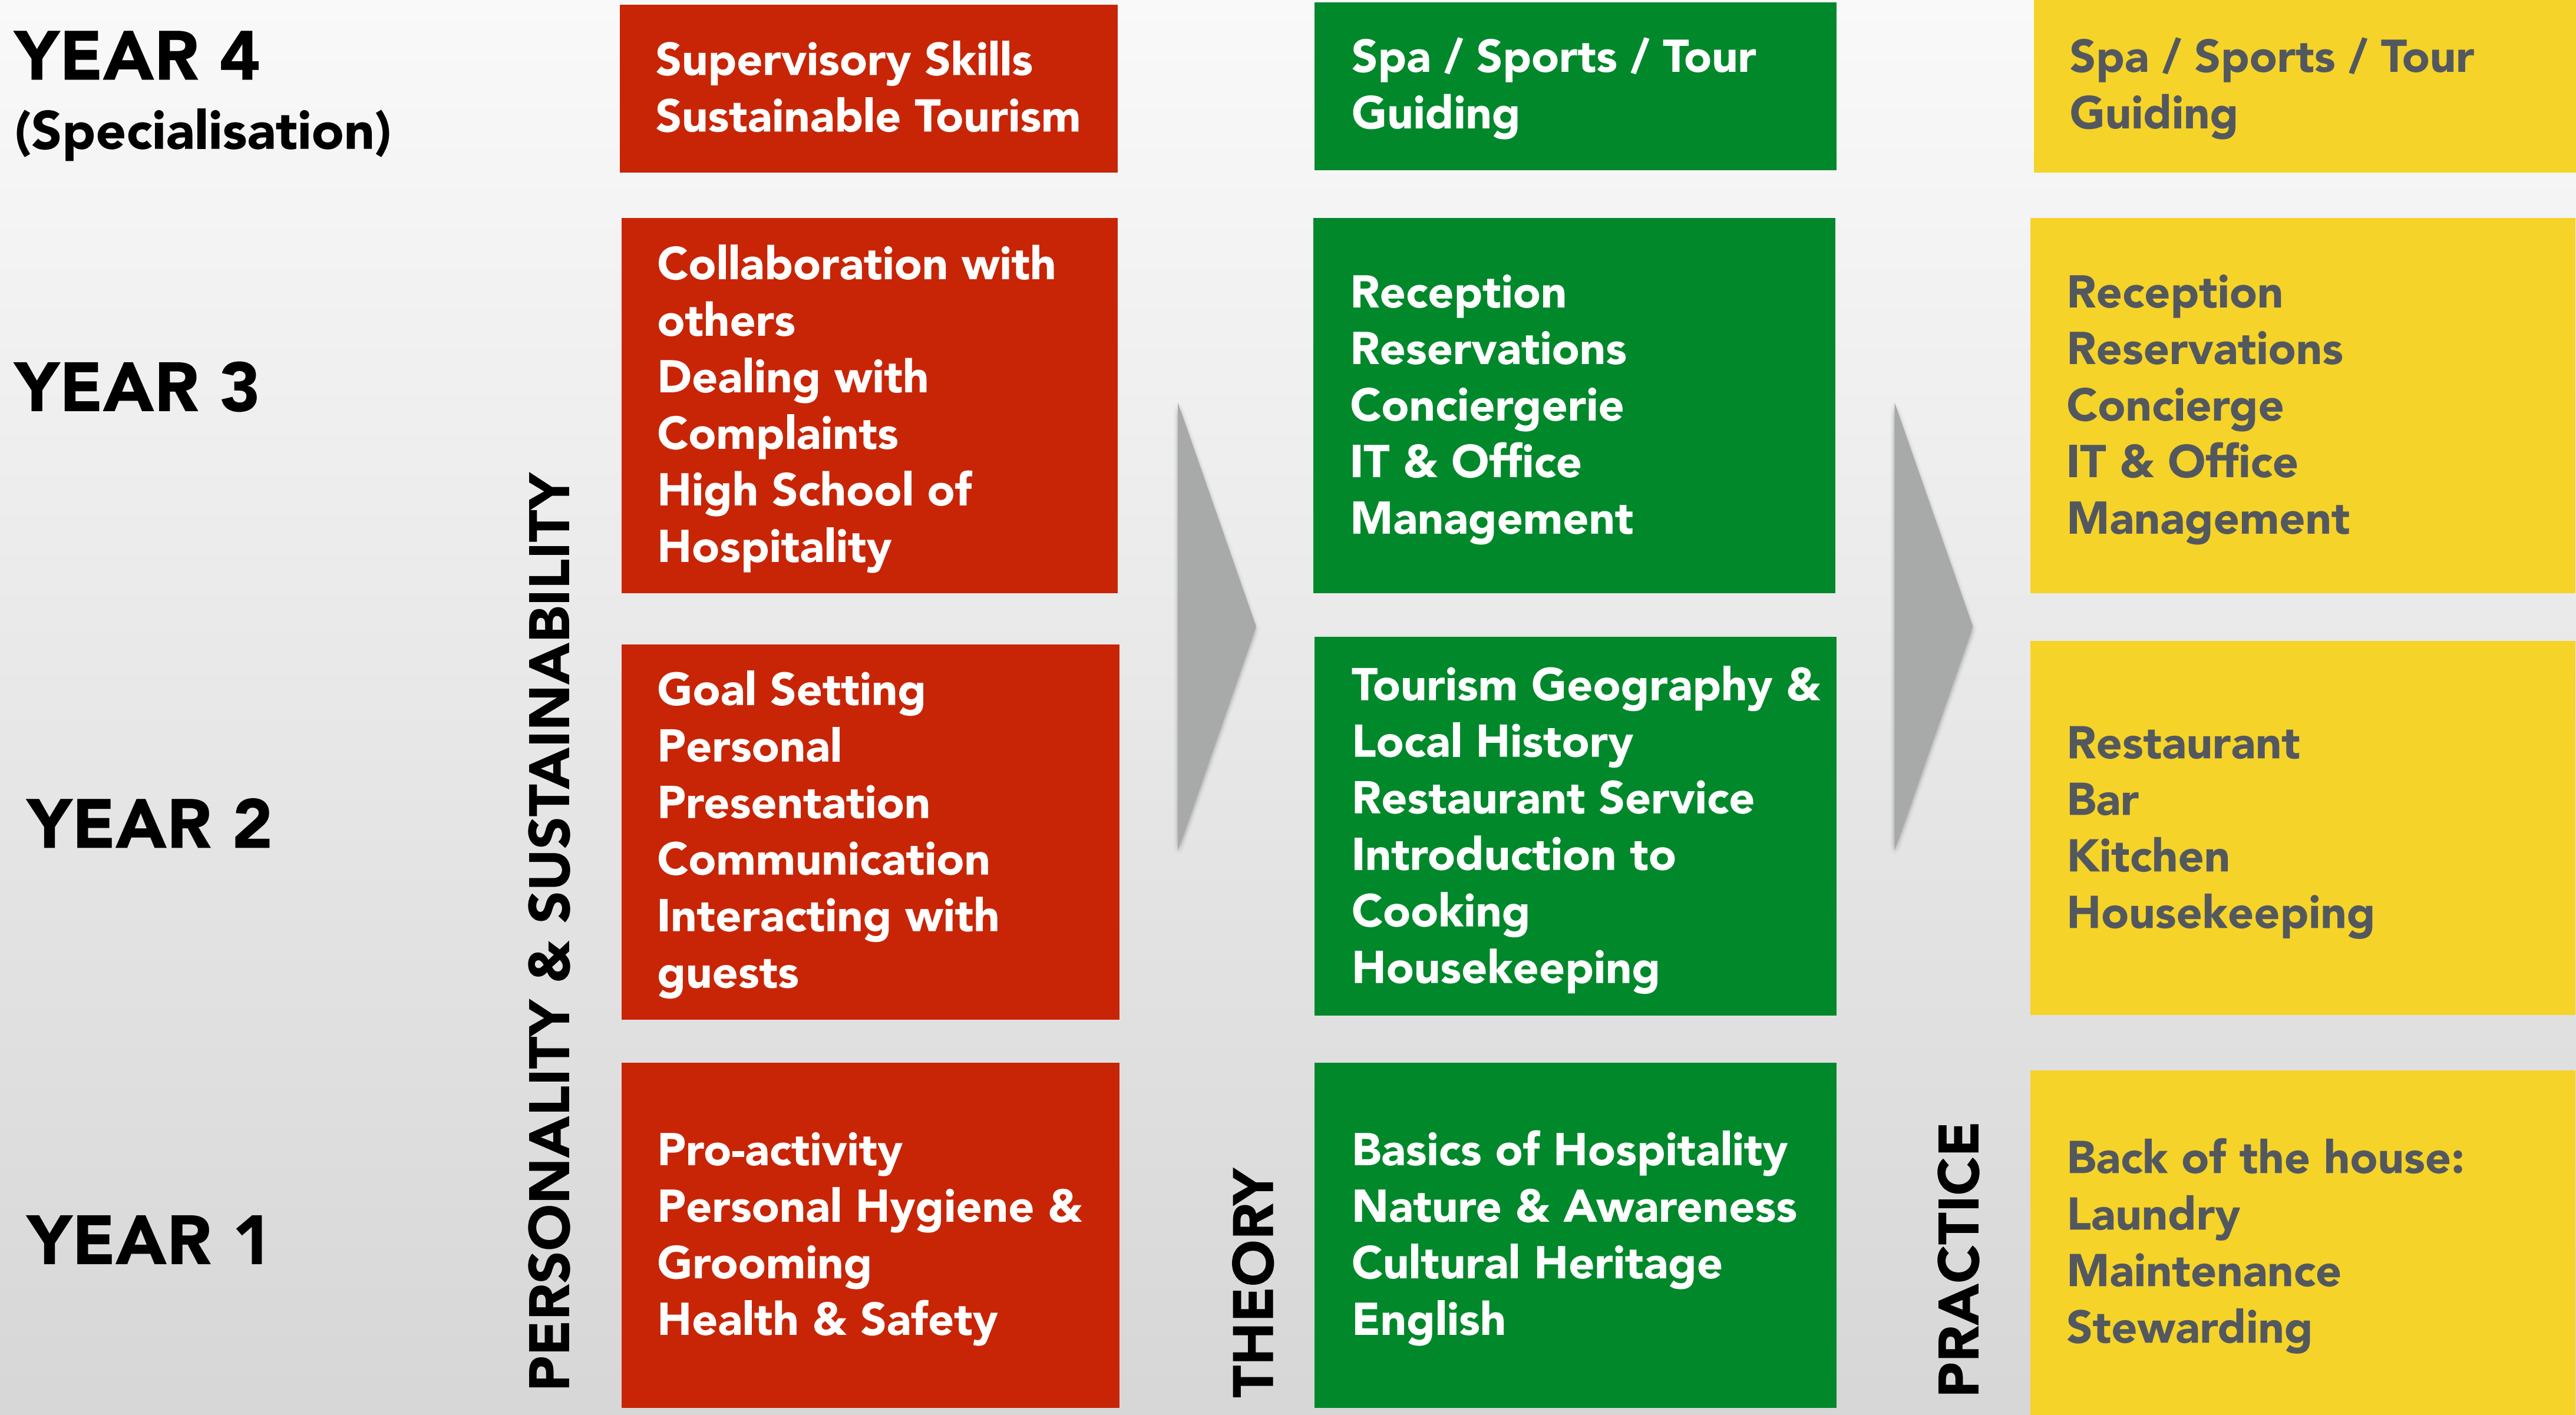 YEAR 4
(Specialisation)
Supervisory Skills
Sustainable Tourism
Spa / Sports / Tour
Guiding
Spa / Sports / Tour
Guiding
YEAR 3
Collaboration with
others
Dealing with
Complaints
High School of
Hospitality
Reception
Reservations
Conciergerie
IT & Office
Management
Reception
Reservations
Concierge
IT & Office
Management
YEAR 2
Goal Setting
Personal
Presentation
Communication
Interacting with
guests
Tourism Geography &
Local History
Restaurant Service
Introduction to
Cooking
Housekeeping
Restaurant
Bar
Kitchen
Housekeeping
YEAR 1
PERSONALITY & SUSTAINABILITY
Pro-activity
Personal Hygiene &
Grooming
Health & Safety
THEORY
Basics of Hospitality
Nature & Awareness
Cultural Heritage
English
PRACTICE
Back of the house:
Laundry
Maintenance
Stewarding